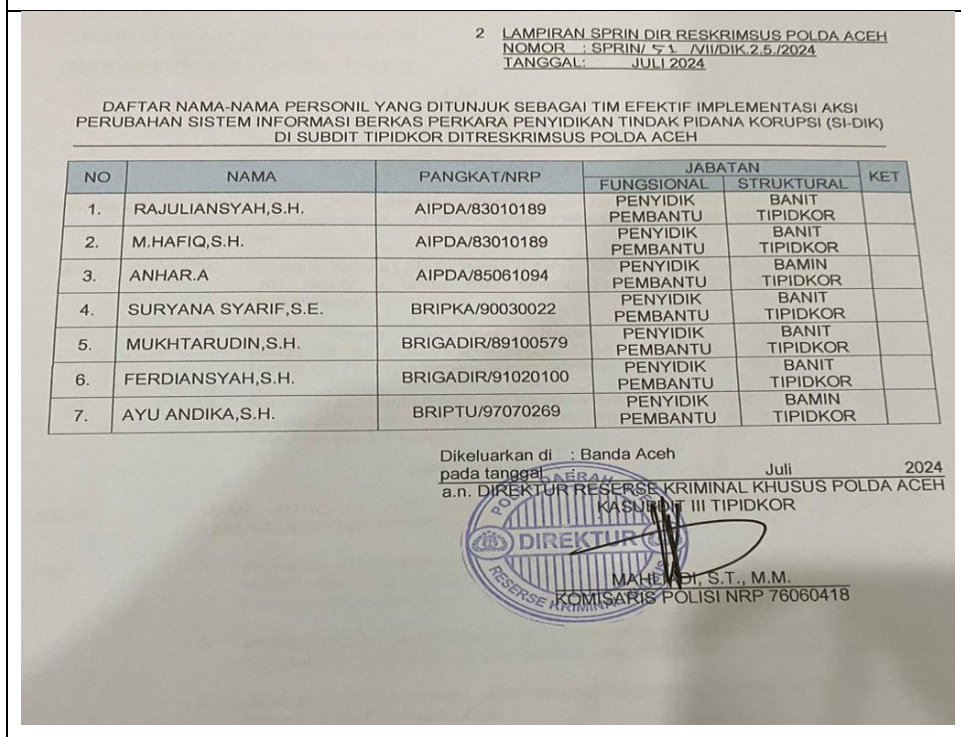 2 LAMPIRAN SPRIN DIR RESKRIMSUS POLDA ACEH
NOMOR : SPRIN/ 51 /VII/DIK.2.5./2024
TANGGAL: JULI 2024
DAFTAR NAMA-NAMA PERSONIL YANG DITUNJUK SEBAGAI TIM EFEKTIF IMPLEMENTASI AKSI
PERUBAHAN SISTEM INFORMASI BERKAS PERKARA PENYIDIKAN TINDAK PIDANA KORUPSI (SI-DIK)
DI SUBDIT TIPIDKOR DITRESKRIMSUS POLDA ACEH
NO NAMA PANGKAT/NRP JABATAN KET
FUNGSIONAL STRUKTURAL
1. RAJULIANSYAH,S.H. AIPDA/83010189 PENYIDIK PEMBANTU BANIT TIPIDKOR
2. M.HAFIQ,S.H. AIPDA/83010189 PENYIDIK PEMBANTU BANIT TIPIDKOR
3. ANHAR.A AIPDA/85061094 PENYIDIK PEMBANTU BAMIN TIPIDKOR
4. SURYANA SYARIF,S.E. BRIPKA/90030022 PENYIDIK PEMBANTU BANIT TIPIDKOR
5. MUKHTARUDIN,S.H. BRIGADIR/89100579 PENYIDIK PEMBANTU BANIT TIPIDKOR
6. FERDIANSYAH,S.H. BRIGADIR/91020100 PENYIDIK PEMBANTU BANIT TIPIDKOR
7. AYU ANDIKA,S.H. BRIPTU/97070269 PENYIDIK PEMBANTU BAMIN TIPIDKOR
Dikeluarkan di : Banda Aceh
pada tanggal : Juli 2024
a.n. DIREKTUR RESERSE KRIMINAL KHUSUS POLDA ACEH
KASUBDIT III TIPIDKOR
DIREKTUR
RESERSE KRIMINAL
S.T., M.M.
KOMISARIS POLISI NRP 76060418